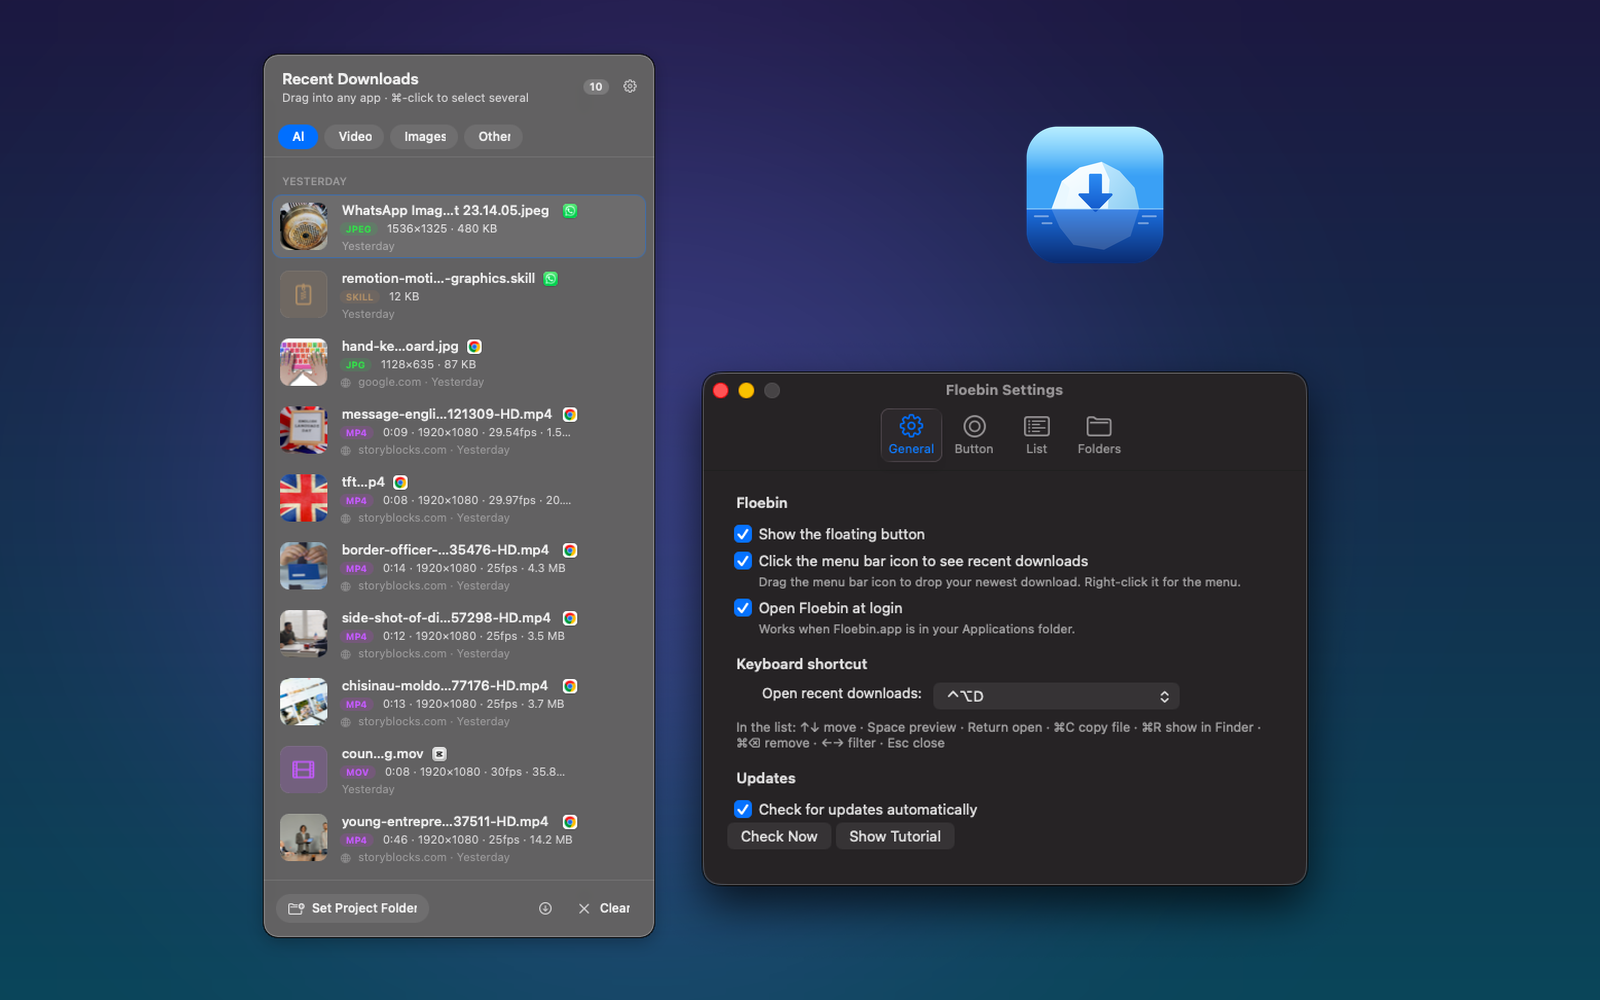 Recent Downloads
Drag into any app · ⌘-click to select several
10
Al
Video
Images
Other
YESTERDAY
WhatsApp Imag...t 23.14.05.jpeg
JPEG 1536×1325 · 480 KB
Yesterday
remotion-moti...-graphics.skill
SKILL 12 KB
Yesterday
hand-ke...oard.jpg
JPG 1128×635 · 87 KB
google.com · Yesterday
message-engli...121309-HD.mp4
MP4 0:09 · 1920×1080 · 29.54fps · 1.5...
storyblocks.com · Yesterday
tft...p4
MP4 0:08 · 1920×1080 · 29.97fps · 20....
storyblocks.com · Yesterday
border-officer-...35476-HD.mp4
MP4 0:14 · 1920×1080 · 25fps · 4.3 MB
storyblocks.com · Yesterday
side-shot-of-di...57298-HD.mp4
MP4 0:12 · 1920×1080 · 25fps · 3.5 MB
storyblocks.com · Yesterday
chisinau-moldo...77176-HD.mp4
MP4 0:13 · 1920×1080 · 25fps · 3.7 MB
storyblocks.com · Yesterday
coun...g.mov
MOV 0:08 · 1920×1080 · 30fps · 35.8...
Yesterday
young-entrepre...37511-HD.mp4
MP4 0:46 · 1920×1080 · 25fps · 14.2 MB
storyblocks.com · Yesterday
Set Project Folder
Clear
Floebin Settings
General
Button
List
Folders
Floebin
Show the floating button
Click the menu bar icon to see recent downloads
Drag the menu bar icon to drop your newest download. Right-click it for the menu.
Open Floebin at login
Works when Floebin.app is in your Applications folder.
Keyboard shortcut
Open recent downloads: ⌃⌥D
In the list: ↑↓ move · Space preview · Return open · ⌘C copy file · ⌘R show in Finder ·
⌘⌫ remove · ←→ filter · Esc close
Updates
Check for updates automatically
Check Now
Show Tutorial